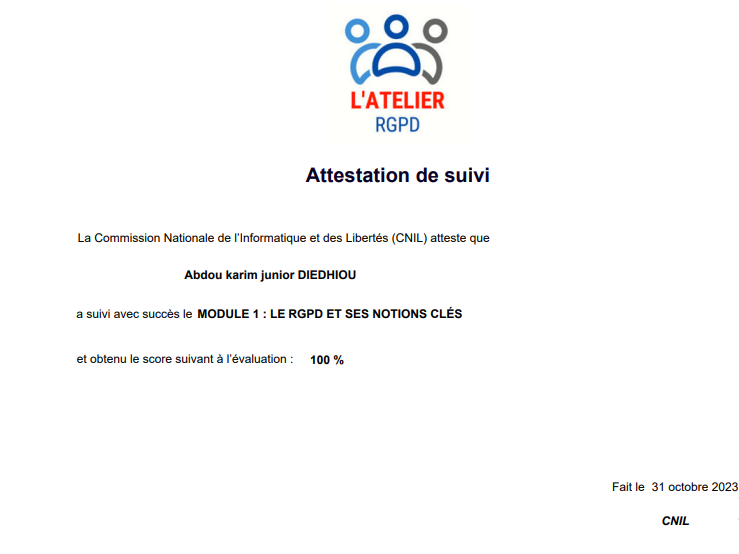 L'ATELIER
RGPD
Attestation de suivi
La Commission Nationale de l'Informatique et des Libertés (CNIL) atteste que
Abdou karim junior DIEDHIOU
a suivi avec succès le MODULE 1 : LE RGPD ET SES NOTIONS CLÉS
et obtenu le score suivant à l'évaluation : 100 %
Fait le 31 octobre 2023
CNIL